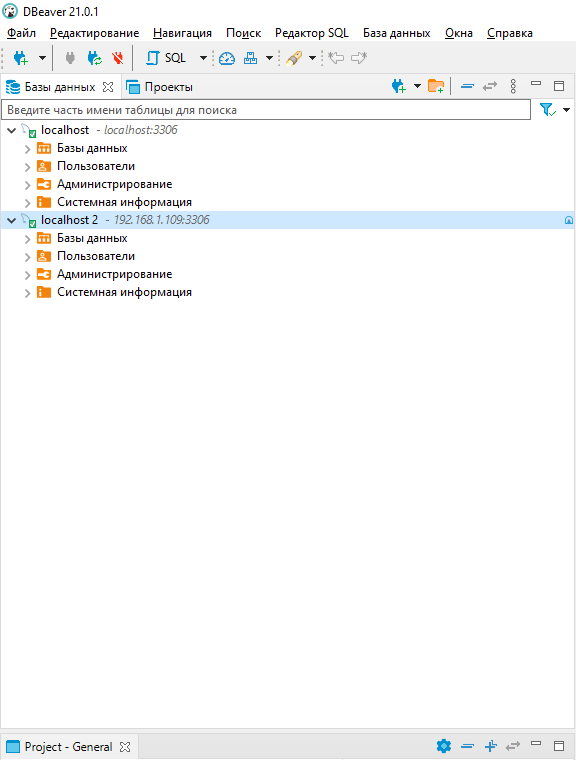 DBeaver 21.0.1
Файл Редактирование Навигация Поиск Редактор SQL База данных Окна Справка
SQL
Базы данных Проекты
Введите часть имени таблицы для поиска
localhost - localhost:3306
Базы данных
Пользователи
Администрирование
Системная информация
localhost 2 - 192.168.1.109:3306
Базы данных
Пользователи
Администрирование
Системная информация
Project - General